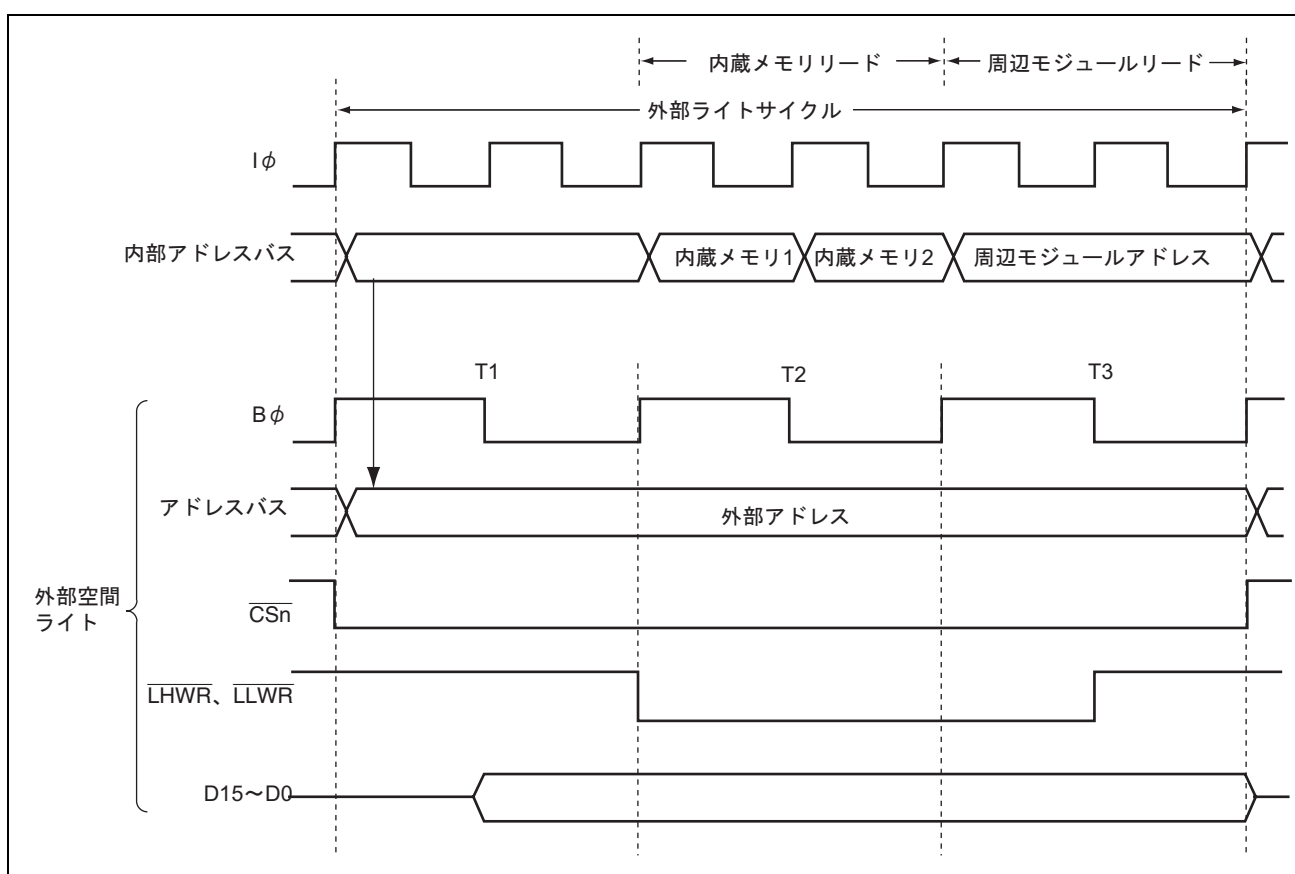 内蔵メモリリード 周辺モジュールリード
外部ライトサイクル
Iφ
内部アドレスバス 内蔵メモリ1 内蔵メモリ2 周辺モジュールアドレス
T1 T2 T3
Bφ
アドレスバス 外部アドレス
外部空間
ライト
CSn
LHWR、LLWR
D15～D0